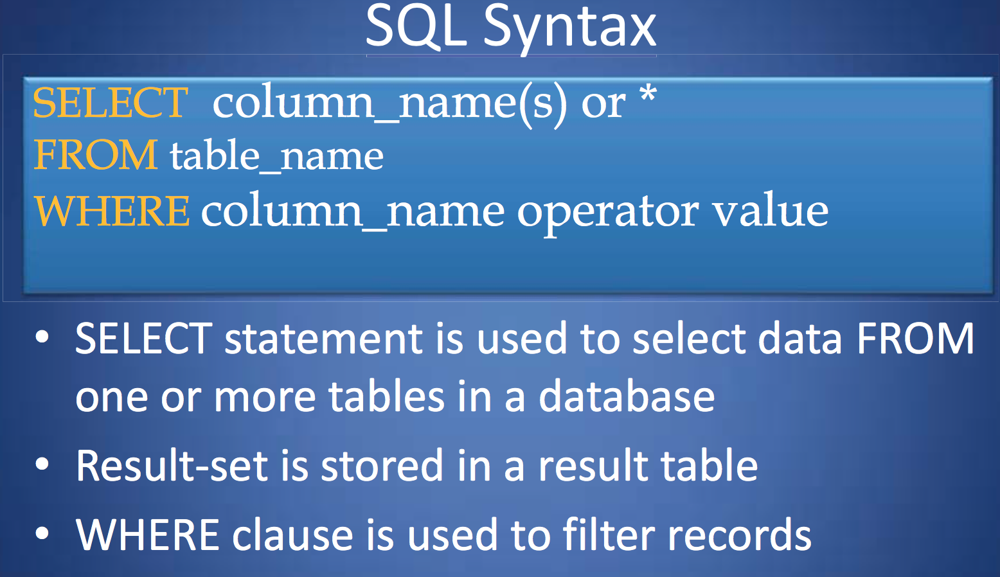 SQL Syntax
SELECT column_name(s) or *
FROM table_name
WHERE column_name operator value
• SELECT statement is used to select data FROM
one or more tables in a database
• Result-set is stored in a result table
• WHERE clause is used to filter records